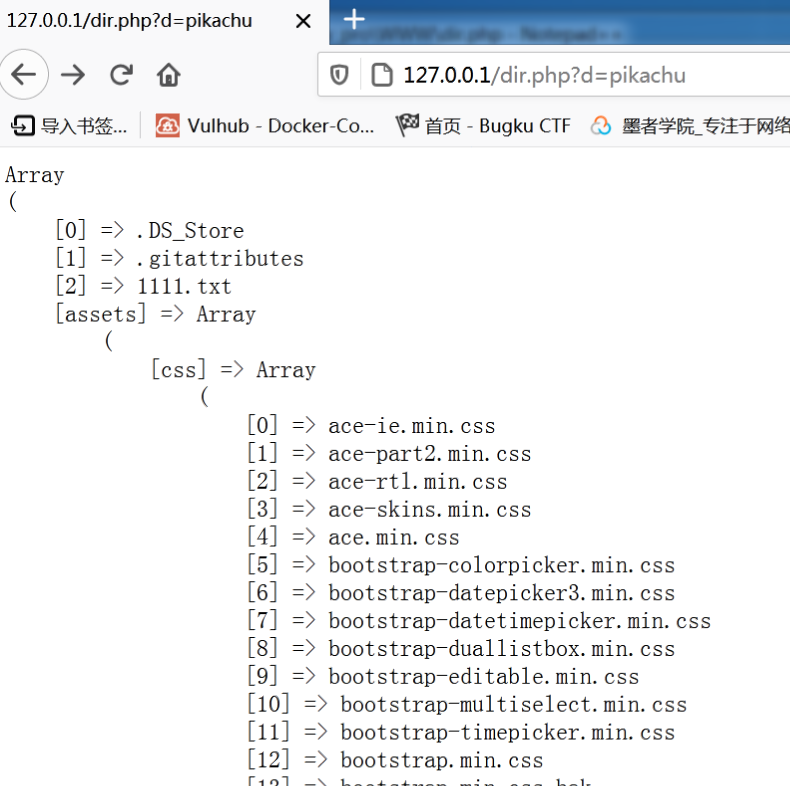 127.0.0.1/dir.php?d=pikachu
127.0.0.1/dir.php?d=pikachu
导入书签... Vulhub - Docker-Co... 首页 - Bugku CTF 墨者学院_专注于网络
Array
(
[0] => .DS_Store
[1] => .gitattributes
[2] => 1111.txt
[assets] => Array
(
[css] => Array
(
[0] => ace-ie.min.css
[1] => ace-part2.min.css
[2] => ace-rtl.min.css
[3] => ace-skins.min.css
[4] => ace.min.css
[5] => bootstrap-colorpicker.min.css
[6] => bootstrap-datepicker3.min.css
[7] => bootstrap-datetimepicker.min.css
[8] => bootstrap-duallistbox.min.css
[9] => bootstrap-editable.min.css
[10] => bootstrap-multiselect.min.css
[11] => bootstrap-timepicker.min.css
[12] => bootstrap.min.css
[13] => bootstrap.min.css.bak